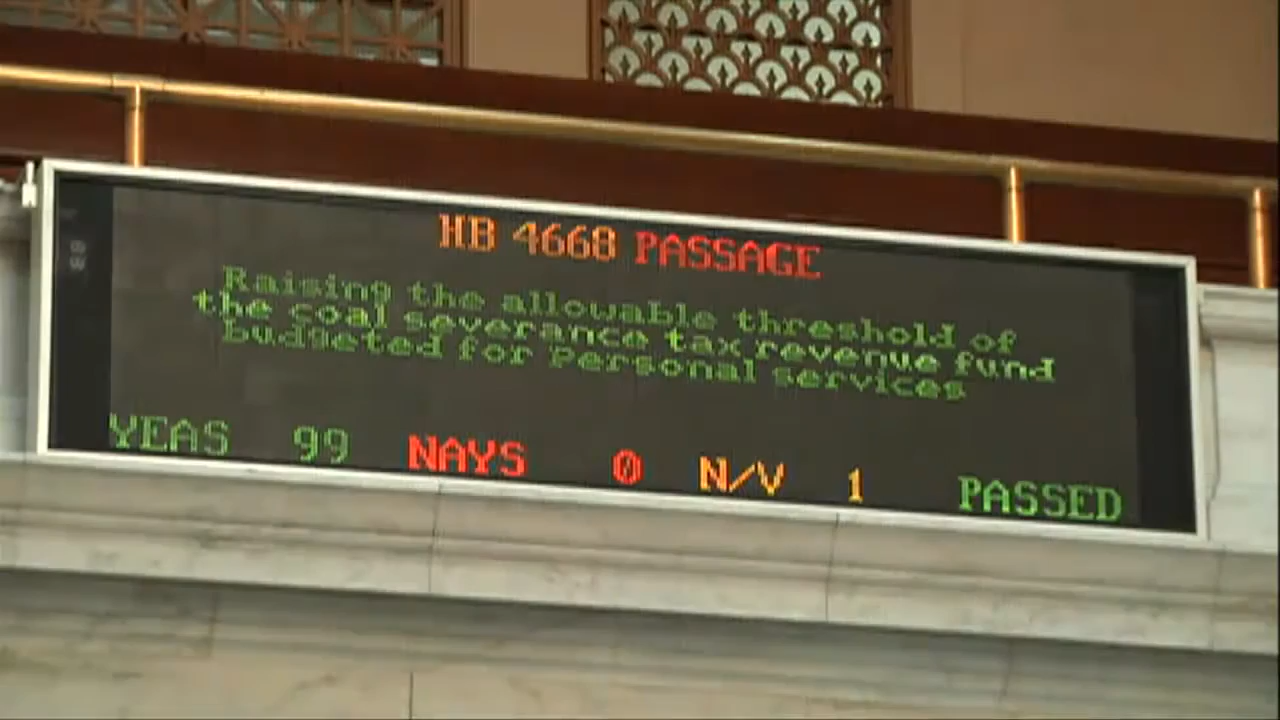 HB 4668 PASSAGE
Raising the allowable threshold of
the coal severance tax revenue fund
budgeted for personal services
YEAS 99 NAYS 0 N/V 1 PASSED